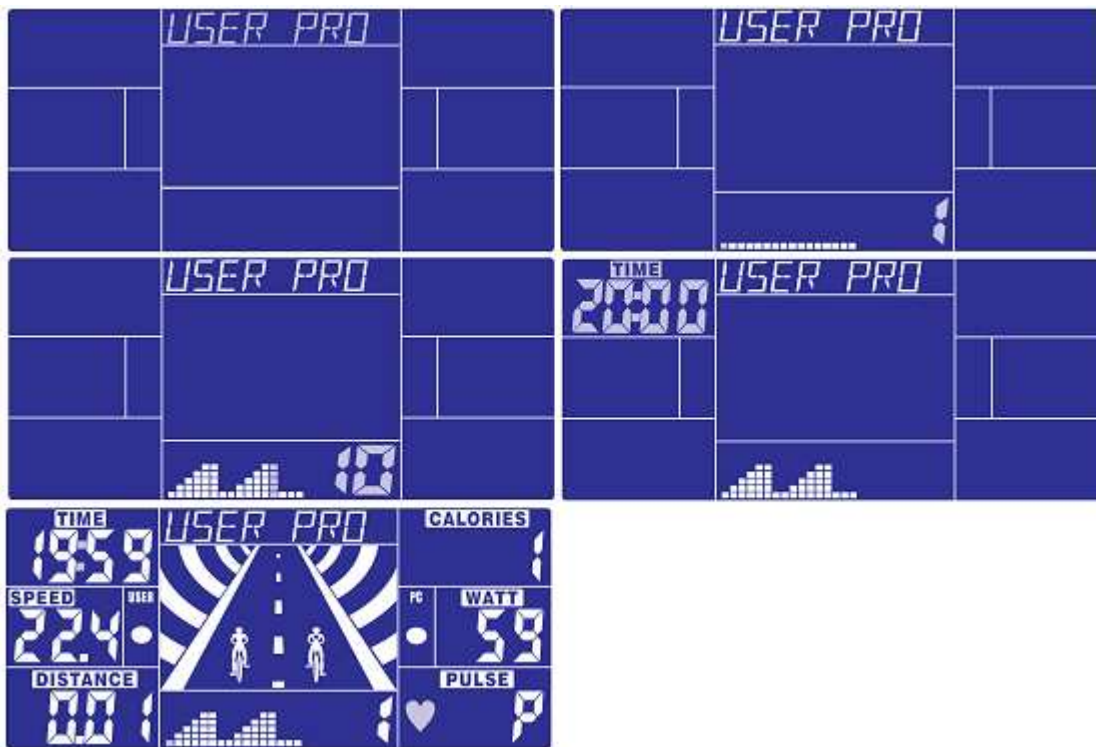 USER PRO
USER PRO
1
USER PRO
10
TIME
20:00
USER PRO
TIME
19:59
SPEED
22.4
USER
DISTANCE
0.01
USER PRO
1
CALORIES
1
PC
WATT
59
PULSE
P